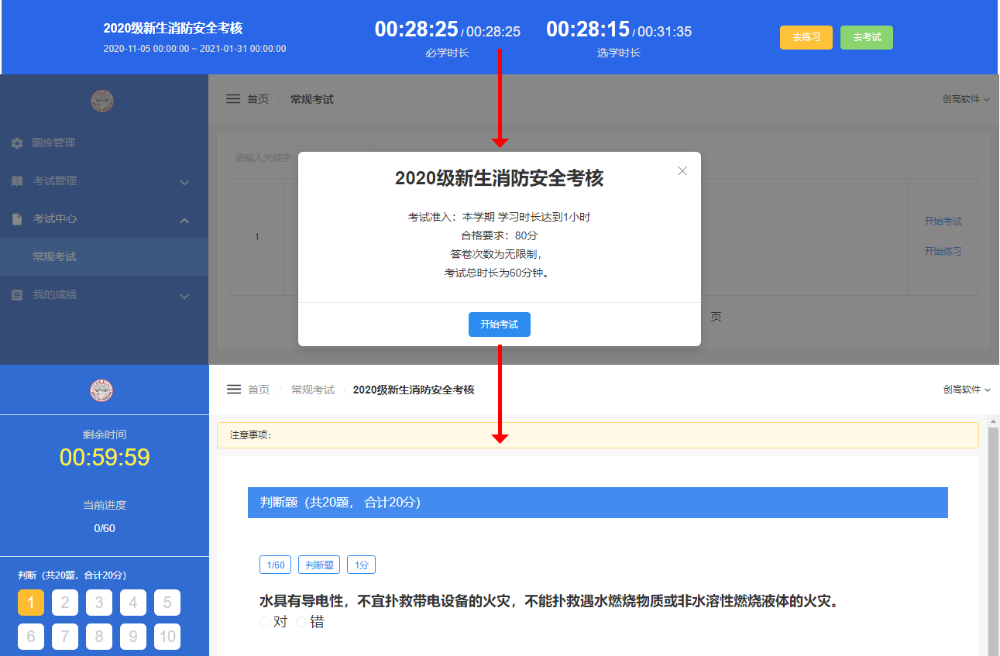 2020级新生消防安全考核
2020-11-05 00:00:00 ~ 2021-01-31 00:00:00
00:28:25 / 00:28:25
必学时长
00:28:15 / 00:31:35
选学时长
去练习
去考试
题库管理
考试管理
考试中心
常规考试
我的成绩
首页 / 常规考试
创高软件
请输入关键字
1
开始考试
开始练习
页
2020级新生消防安全考核
考试准入：本学期 学习时长达到1小时
合格要求：80分
答卷次数为无限制，
考试总时长为60分钟。
开始考试
剩余时间
00:59:59
当前进度
0/60
判断（共20题，合计20分）
1 2 3 4 5
6 7 8 9 10
首页 / 常规考试 / 2020级新生消防安全考核
创高软件
注意事项：
判断题（共20题， 合计20分）
1/60 判断题 1分
水具有导电性，不宜扑救带电设备的火灾，不能扑救遇水燃烧物质或非水溶性燃烧液体的火灾。
对 错